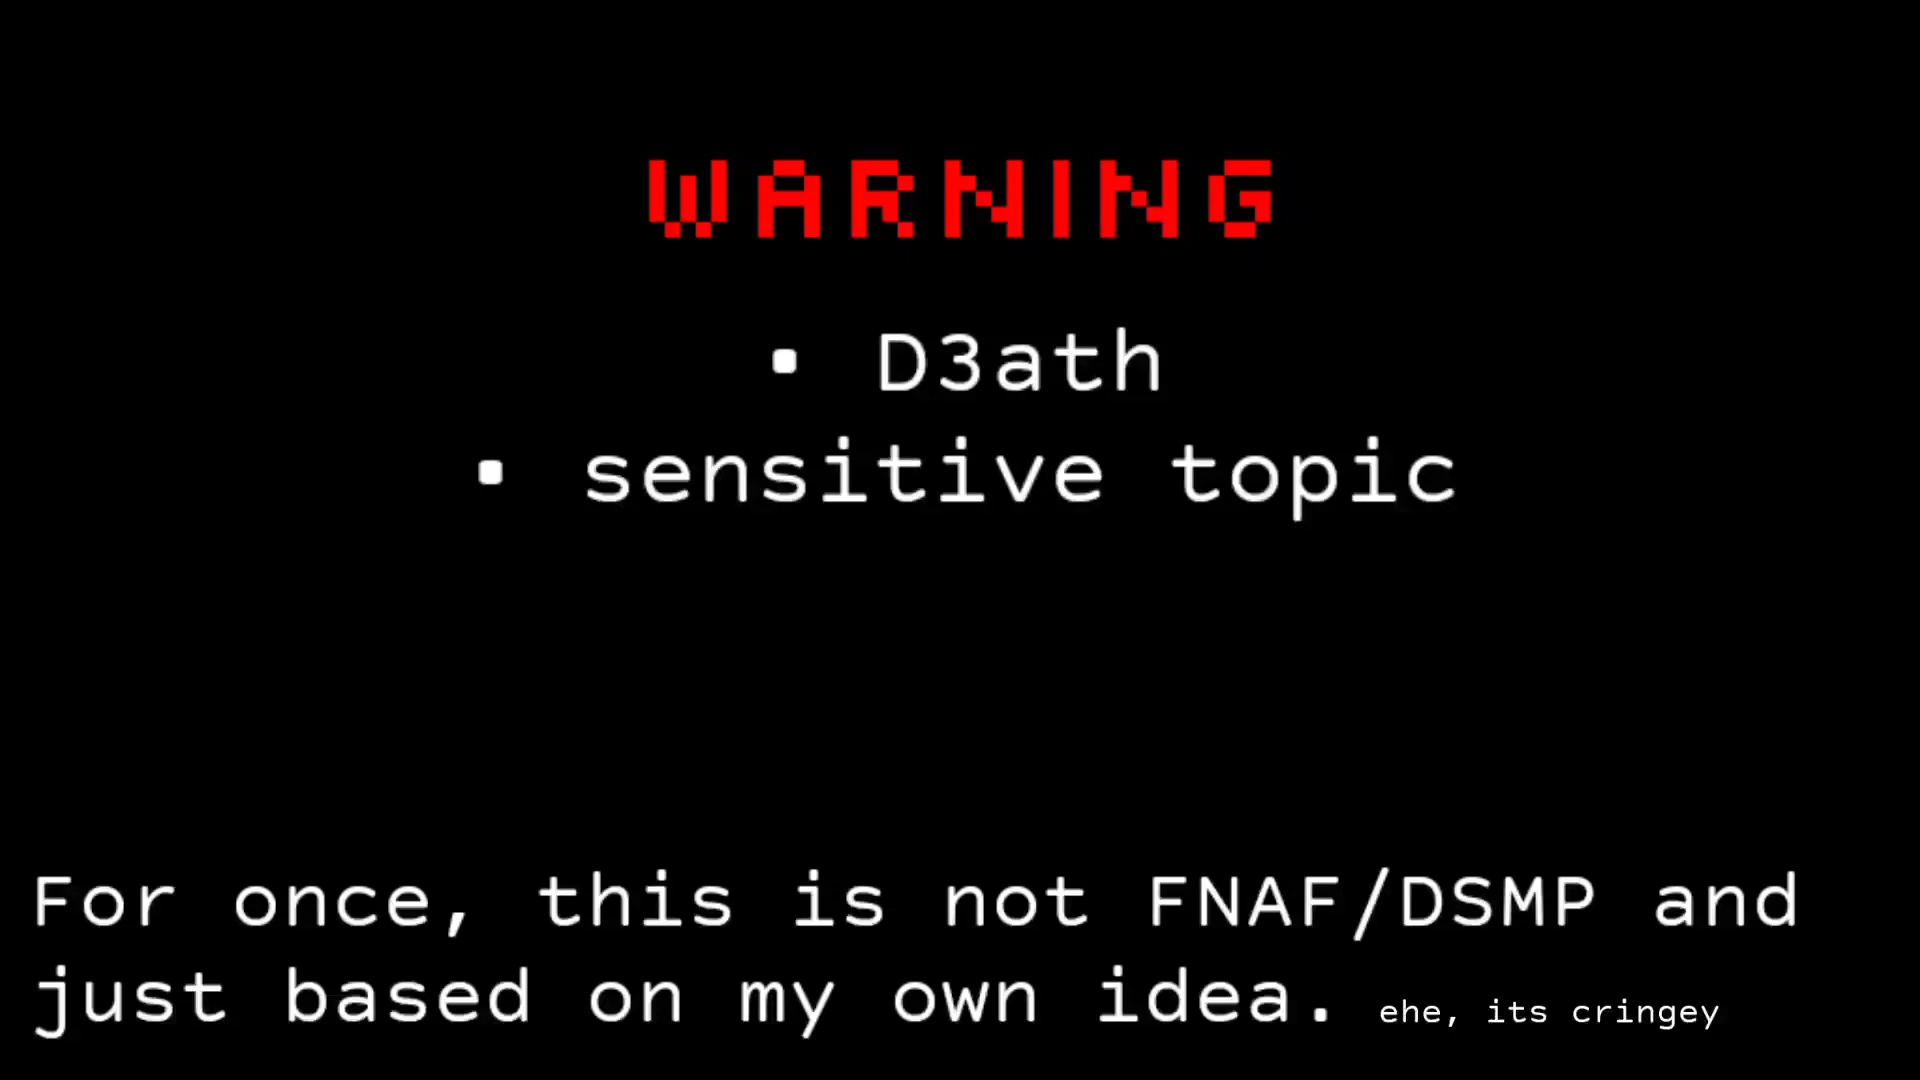 WARNING
▪ D3ath
▪ sensitive topic
For once, this is not FNAF/DSMP and
just based on my own idea. ehe, its cringey